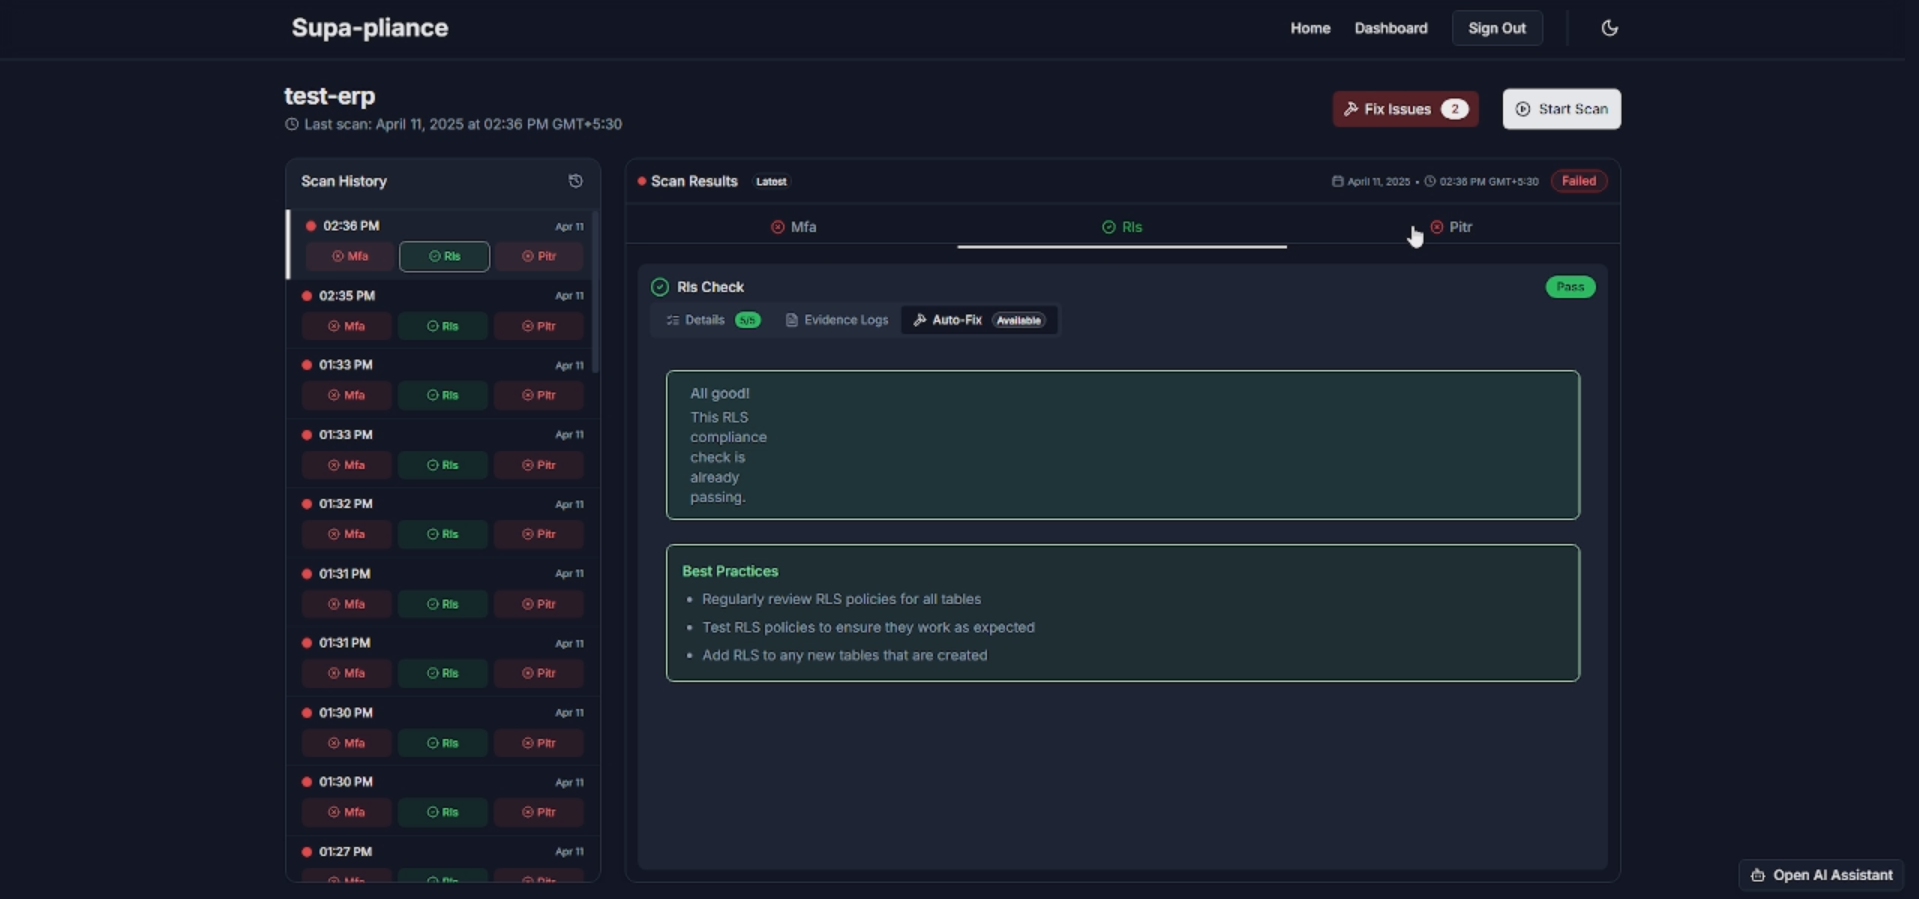 Supa-pliance
Home
Dashboard
Sign Out
test-erp
Last scan: April 11, 2025 at 02:36 PM GMT+5:30
Fix Issues 2
Start Scan
Scan History
02:36 PM Apr 11
Mfa Rls Pitr
02:35 PM Apr 11
Mfa Rls Pitr
01:33 PM Apr 11
Mfa Rls Pitr
01:33 PM Apr 11
Mfa Rls Pitr
01:32 PM Apr 11
Mfa Rls Pitr
01:31 PM Apr 11
Mfa Rls Pitr
01:31 PM Apr 11
Mfa Rls Pitr
01:30 PM Apr 11
Mfa Rls Pitr
01:30 PM Apr 11
Mfa Rls Pitr
01:27 PM Apr 11
Mfa Rls Pitr
Scan Results Latest
April 11, 2025 • 02:36 PM GMT+5:30 Failed
Mfa Rls Pitr
Rls Check Pass
Details 5/5 Evidence Logs Auto-Fix Available
All good!
This RLS
compliance
check is
already
passing.
Best Practices
• Regularly review RLS policies for all tables
• Test RLS policies to ensure they work as expected
• Add RLS to any new tables that are created
Open AI Assistant